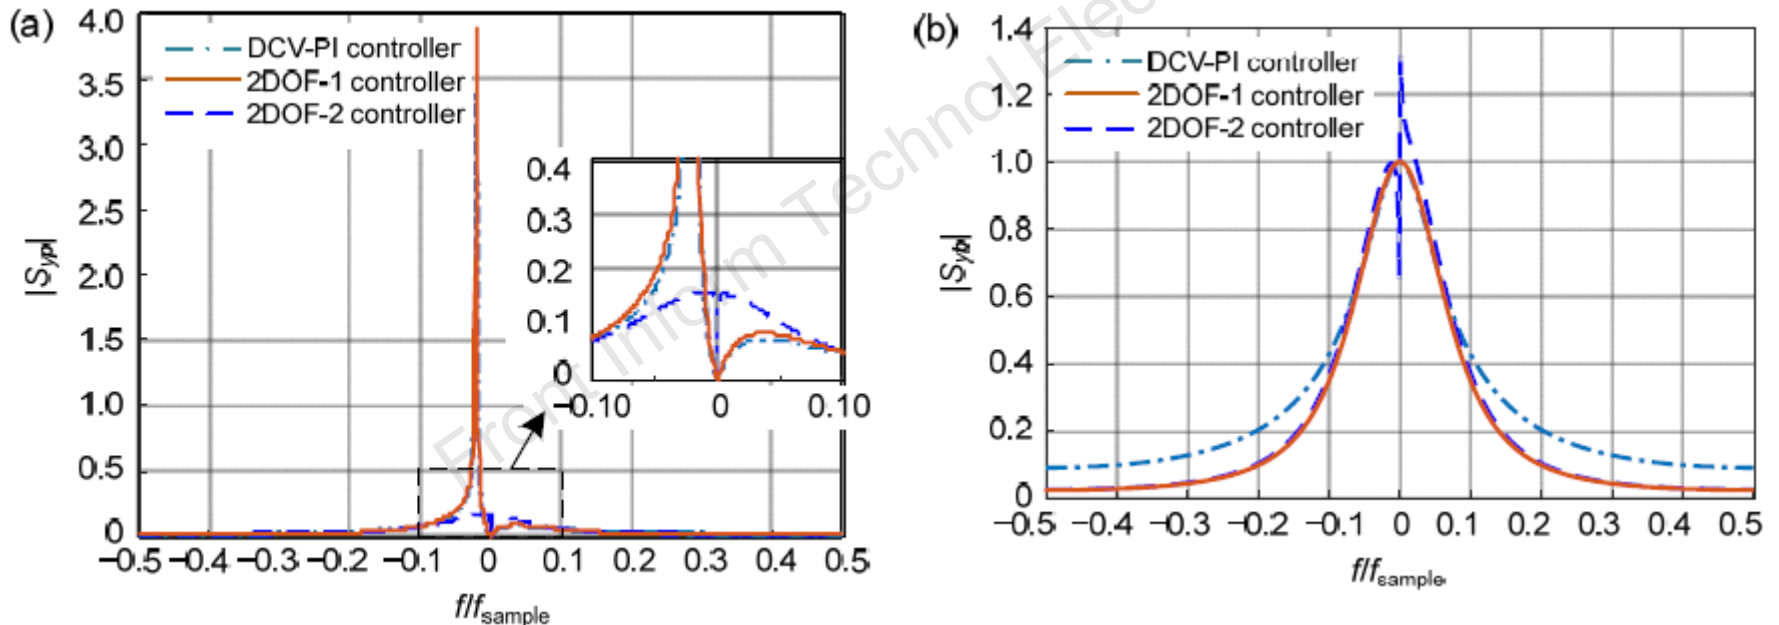 (a)
4.0
3.5
3.0
2.5
2.0
1.5
1.0
0.5
0
|S_yp|
DCV-PI controller
2DOF-1 controller
2DOF-2 controller
0.4
0.3
0.2
0.1
0
−0.10 0 0.10
−0.5 −0.4 −0.3 −0.2 −0.1 0 0.1 0.2 0.3 0.4 0.5
f/f_sample
(b)
1.4
1.2
1.0
0.8
0.6
0.4
0.2
0
|S_yb|
DCV-PI controller
2DOF-1 controller
2DOF-2 controller
−0.5 −0.4 −0.3 −0.2 −0.1 0 0.1 0.2 0.3 0.4 0.5
f/f_sample
Front Inform Technol Elec